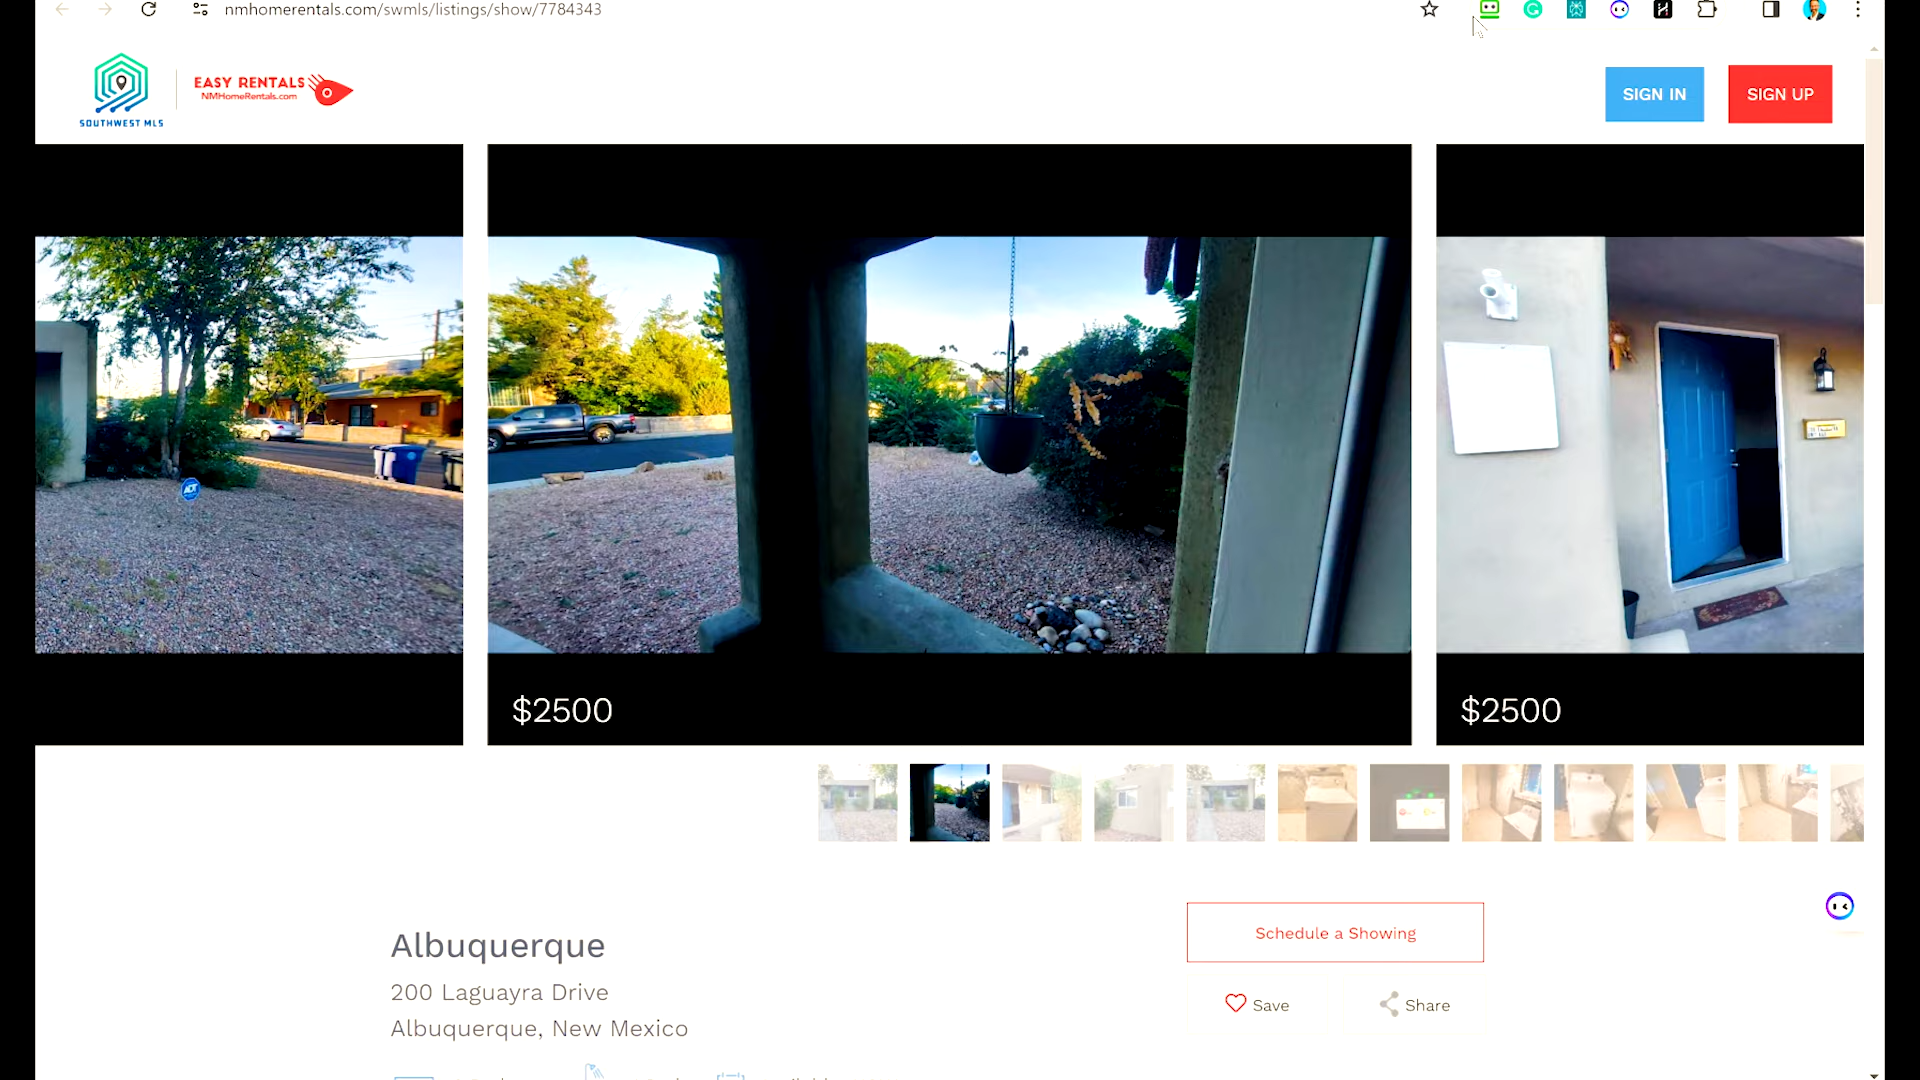 nmhomerentals.com/swmls/listings/show/7784343
SOUTHWEST MLS
EASY RENTALS
NMHomeRentals.com
SIGN IN
SIGN UP
ADT
$2500
$2500
Albuquerque
Schedule a Showing
200 Laguayra Drive
Albuquerque, New Mexico
Save
Share